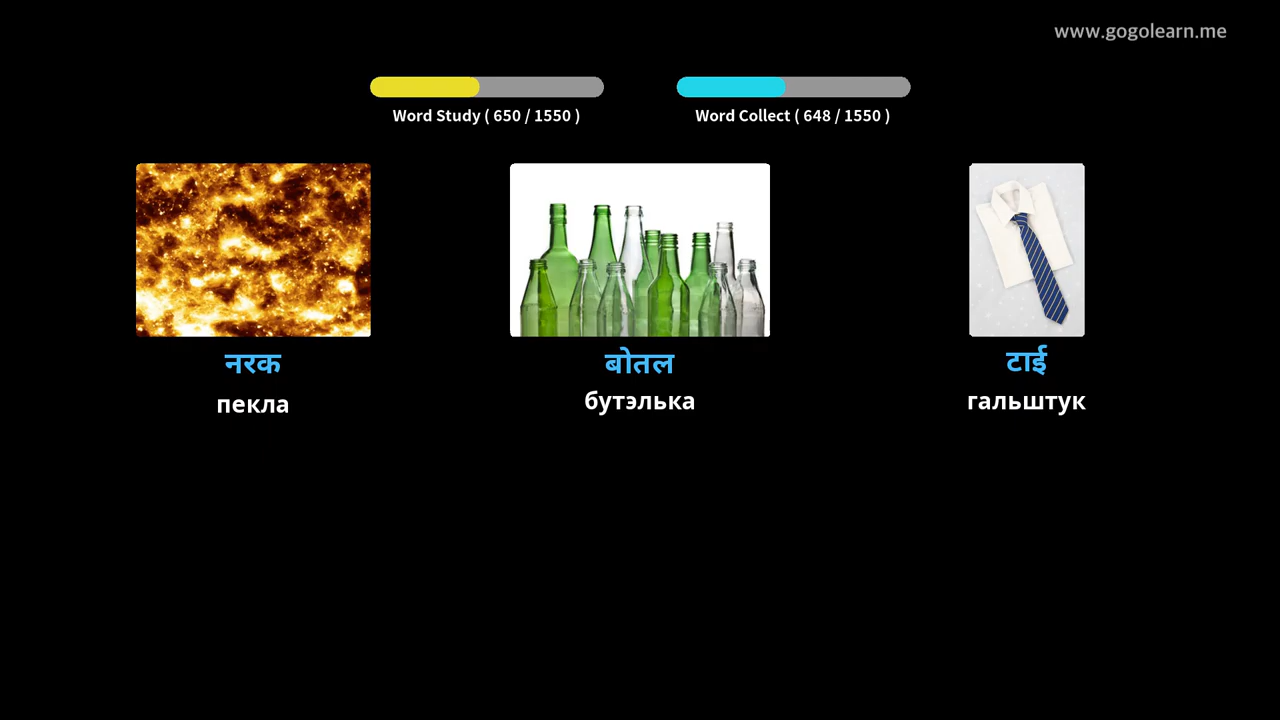 www.gogolearn.me
Word Study ( 650 / 1550 )
Word Collect ( 648 / 1550 )
नरक
बोतल
टाई
пекла
бутэлька
гальштук